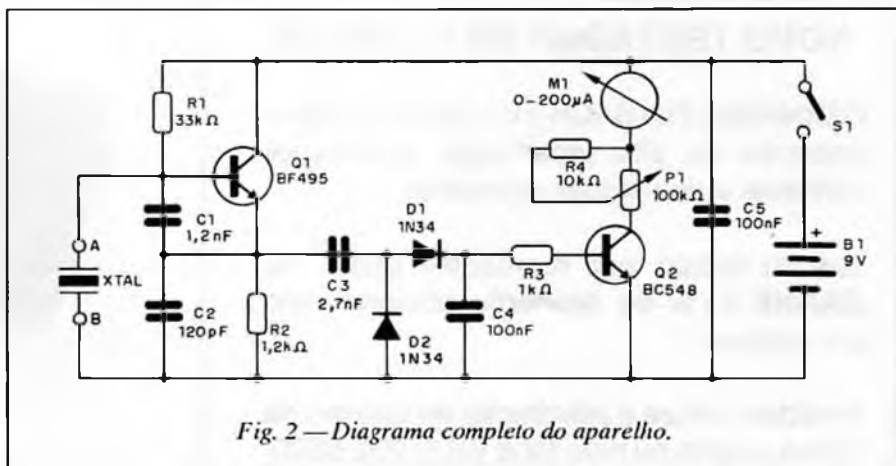 R1
33kΩ
Q1
BF495
C1
1,2nF
A
XTAL
B
C2
120pF
R2
1,2kΩ
C3
2,7nF
D1
1N34
D2
1N34
C4
100nF
R3
1kΩ
M1
0-200µA
R4
10kΩ
P1
100kΩ
Q2
BC548
C5
100nF
S1
+
B1
9V
Fig. 2 — Diagrama completo do aparelho.